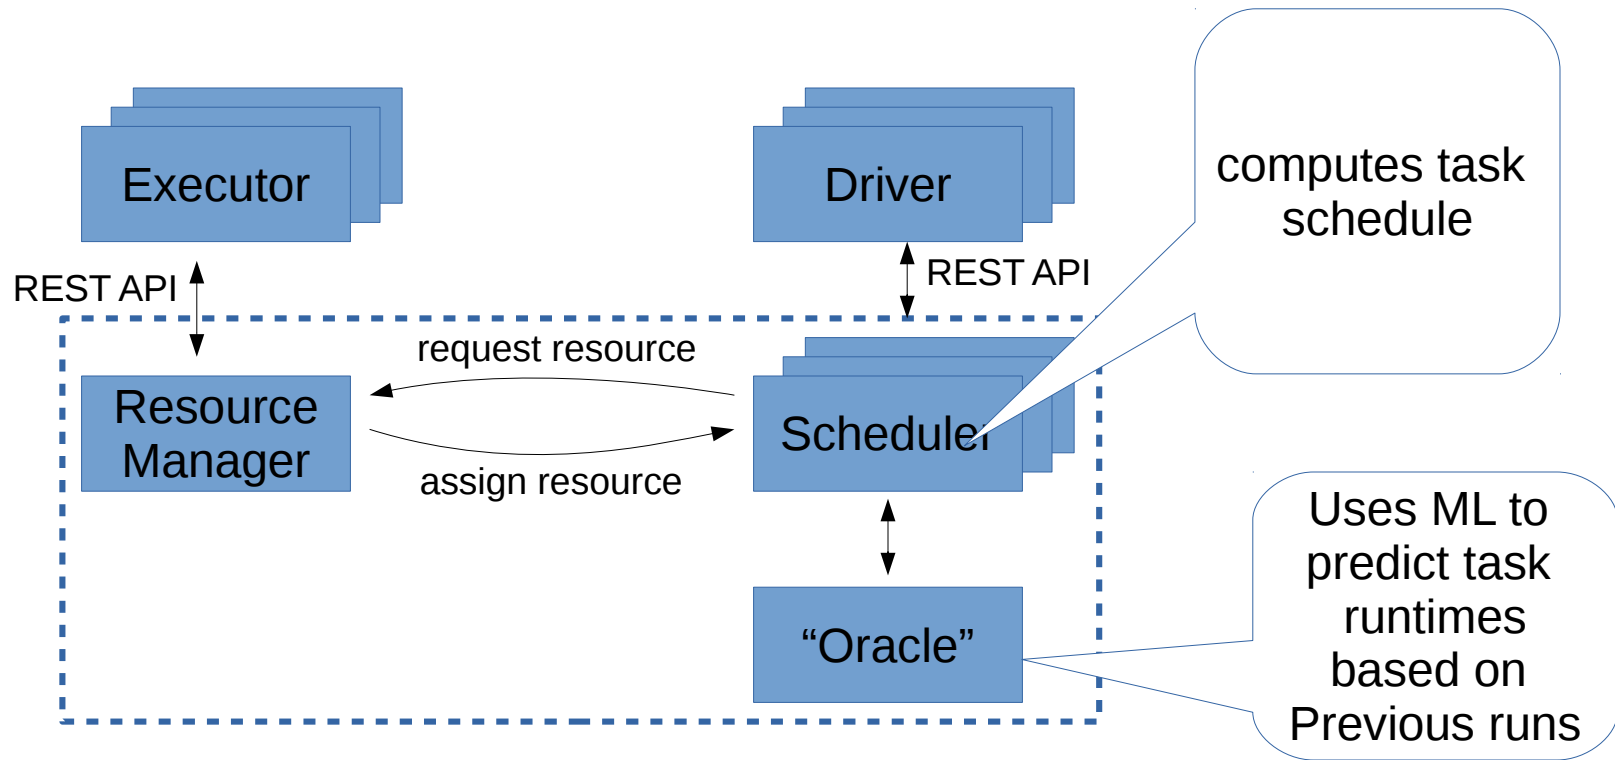 Executor
Driver
computes task
schedule
REST API
REST API
request resource
Resource
Manager
Scheduler
assign resource
“Oracle”
Uses ML to
predict task
runtimes
based on
Previous runs